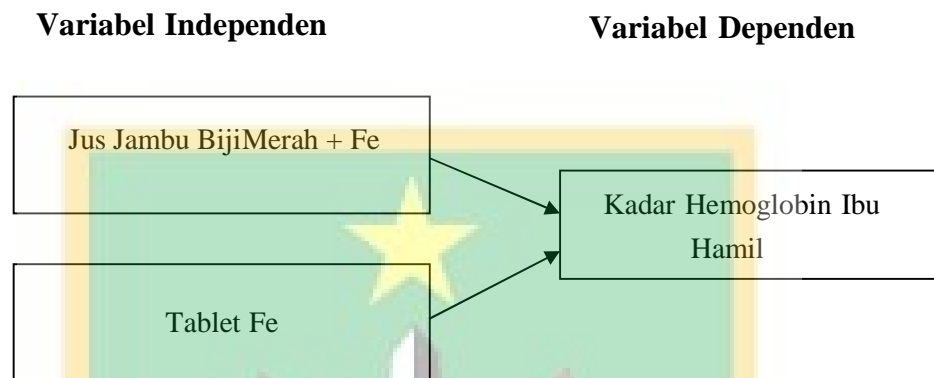 Variabel Independen
Variabel Dependen
Jus Jambu BijiMerah + Fe
Kadar Hemoglobin Ibu
Hamil
Tablet Fe